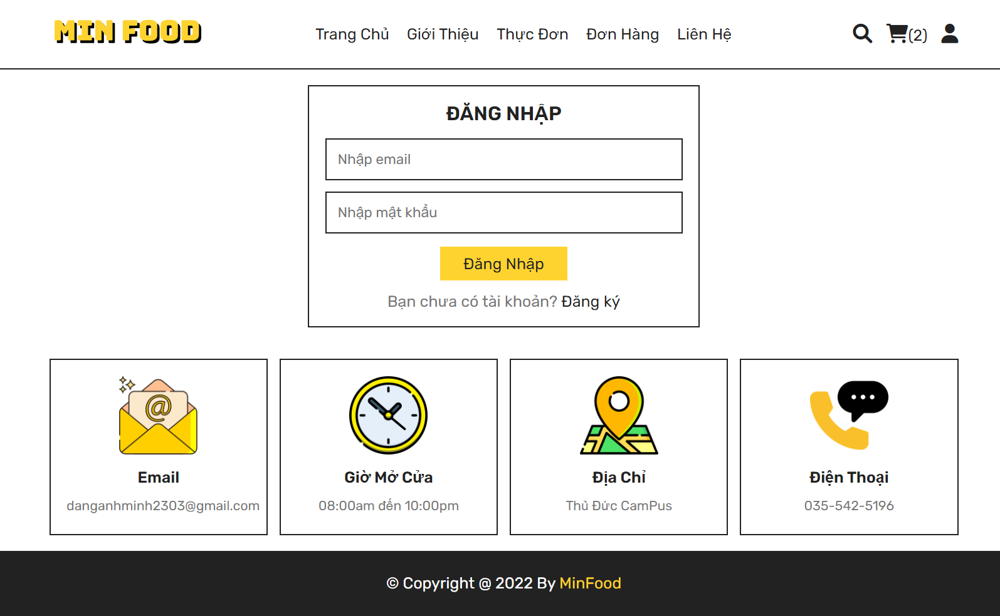 MIN FOOD
Trang Chủ Giới Thiệu Thực Đơn Đơn Hàng Liên Hệ
(2)
ĐĂNG NHẬP
Nhập email
Nhập mật khẩu
Đăng Nhập
Bạn chưa có tài khoản? Đăng ký
@
Email
danganhminh2303@gmail.com
Giờ Mở Cửa
08:00am đến 10:00pm
Địa Chỉ
Thủ Đức CamPus
Điện Thoại
035-542-5196
© Copyright @ 2022 By MinFood